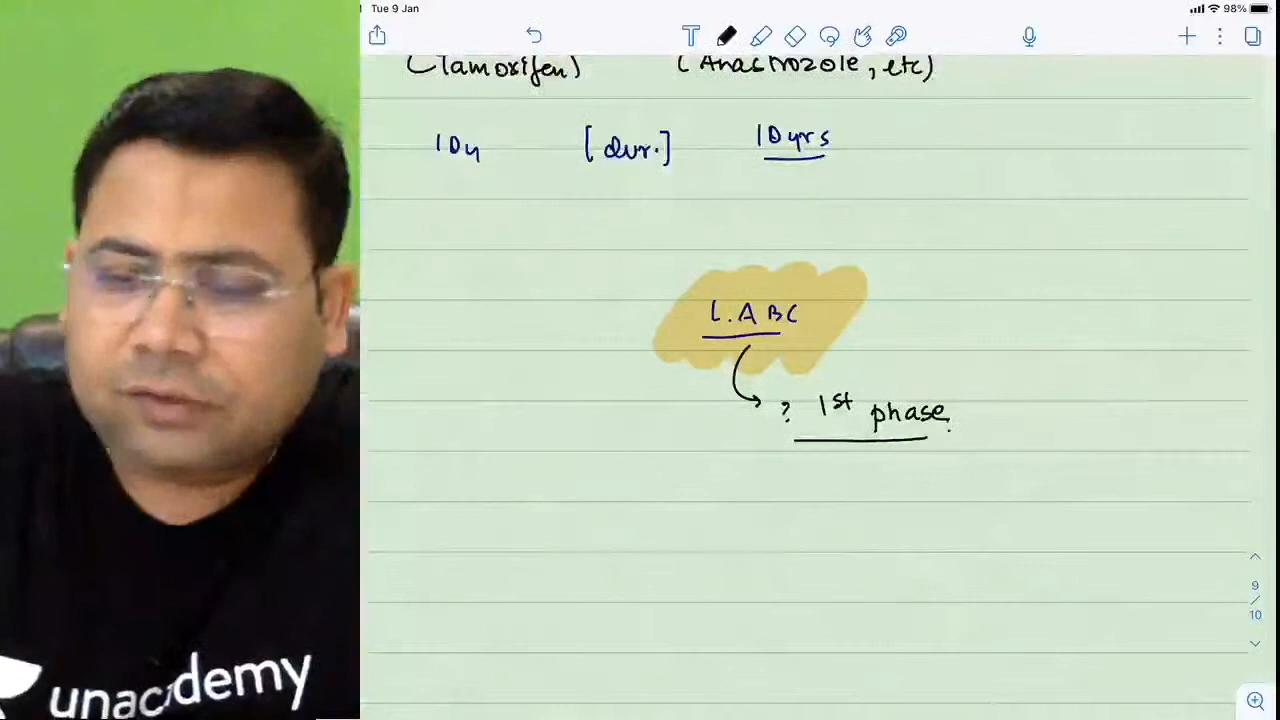 Tue 9 Jan
98%
(Tamoxifen)
(Anastrozole, etc)
10y
[dur.]
10yrs
L.ABC
? 1st phase.
9
/
10
unacademy